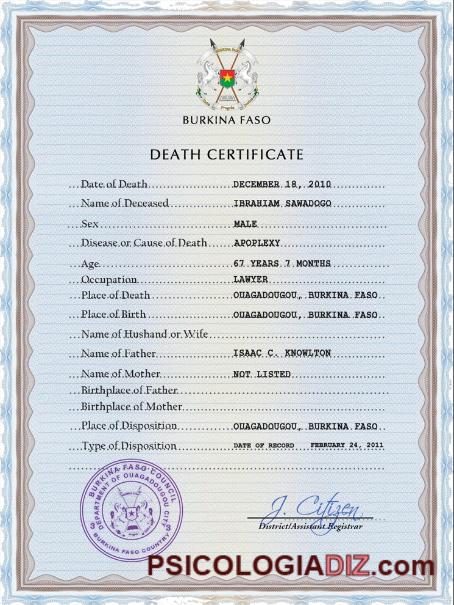 BURKINA FASO
DEATH CERTIFICATE
Date of Death DECEMBER 18, 2010
Name of Deceased IBRAHIAM SAWADOGO
Sex MALE
Disease or Cause of Death APOPLEXY
Age 67 YEARS 7 MONTHS
Occupation LAWYER
Place of Death OUAGADOUGOU, BURKINA FASO
Place of Birth OUAGADOUGOU, BURKINA FASO
Name of Husband or Wife
Name of Father ISAAC C. KNOWLTON
Name of Mother NOT LISTED
Birthplace of Father
Birthplace of Mother
Place of Disposition OUAGADOUGOU, BURKINA FASO
Type of Disposition DATE OF RECORD FEBRUARY 24, 2011
BURKINA FASO COUNCIL
DEPARTMENT OF OUAGADOUGOU CITY
BURKINA FASO COUNTRY
J. Citizen
District/Assistant Registrar
PSICOLOGIADIZ.com